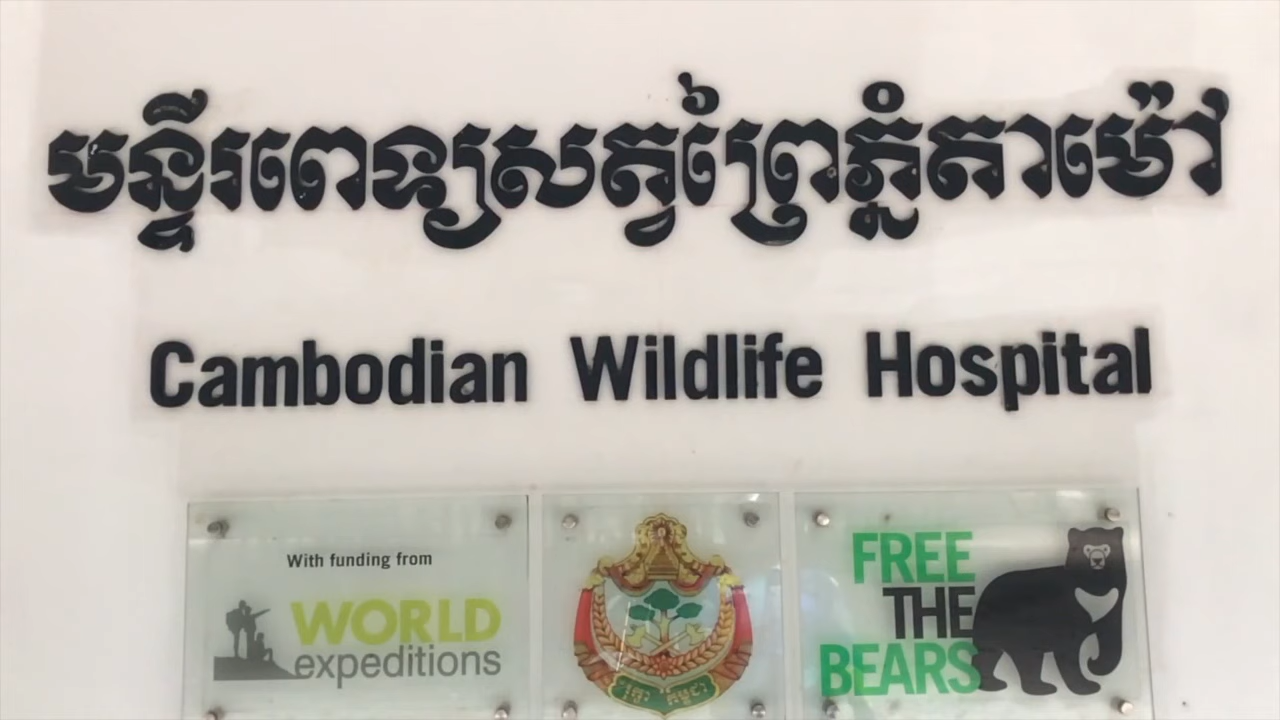 មន្ទីរពេទ្យសត្វព្រៃភ្នំតាម៉ៅ
Cambodian Wildlife Hospital
With funding from
WORLD
expeditions
FREE
THE
BEARS